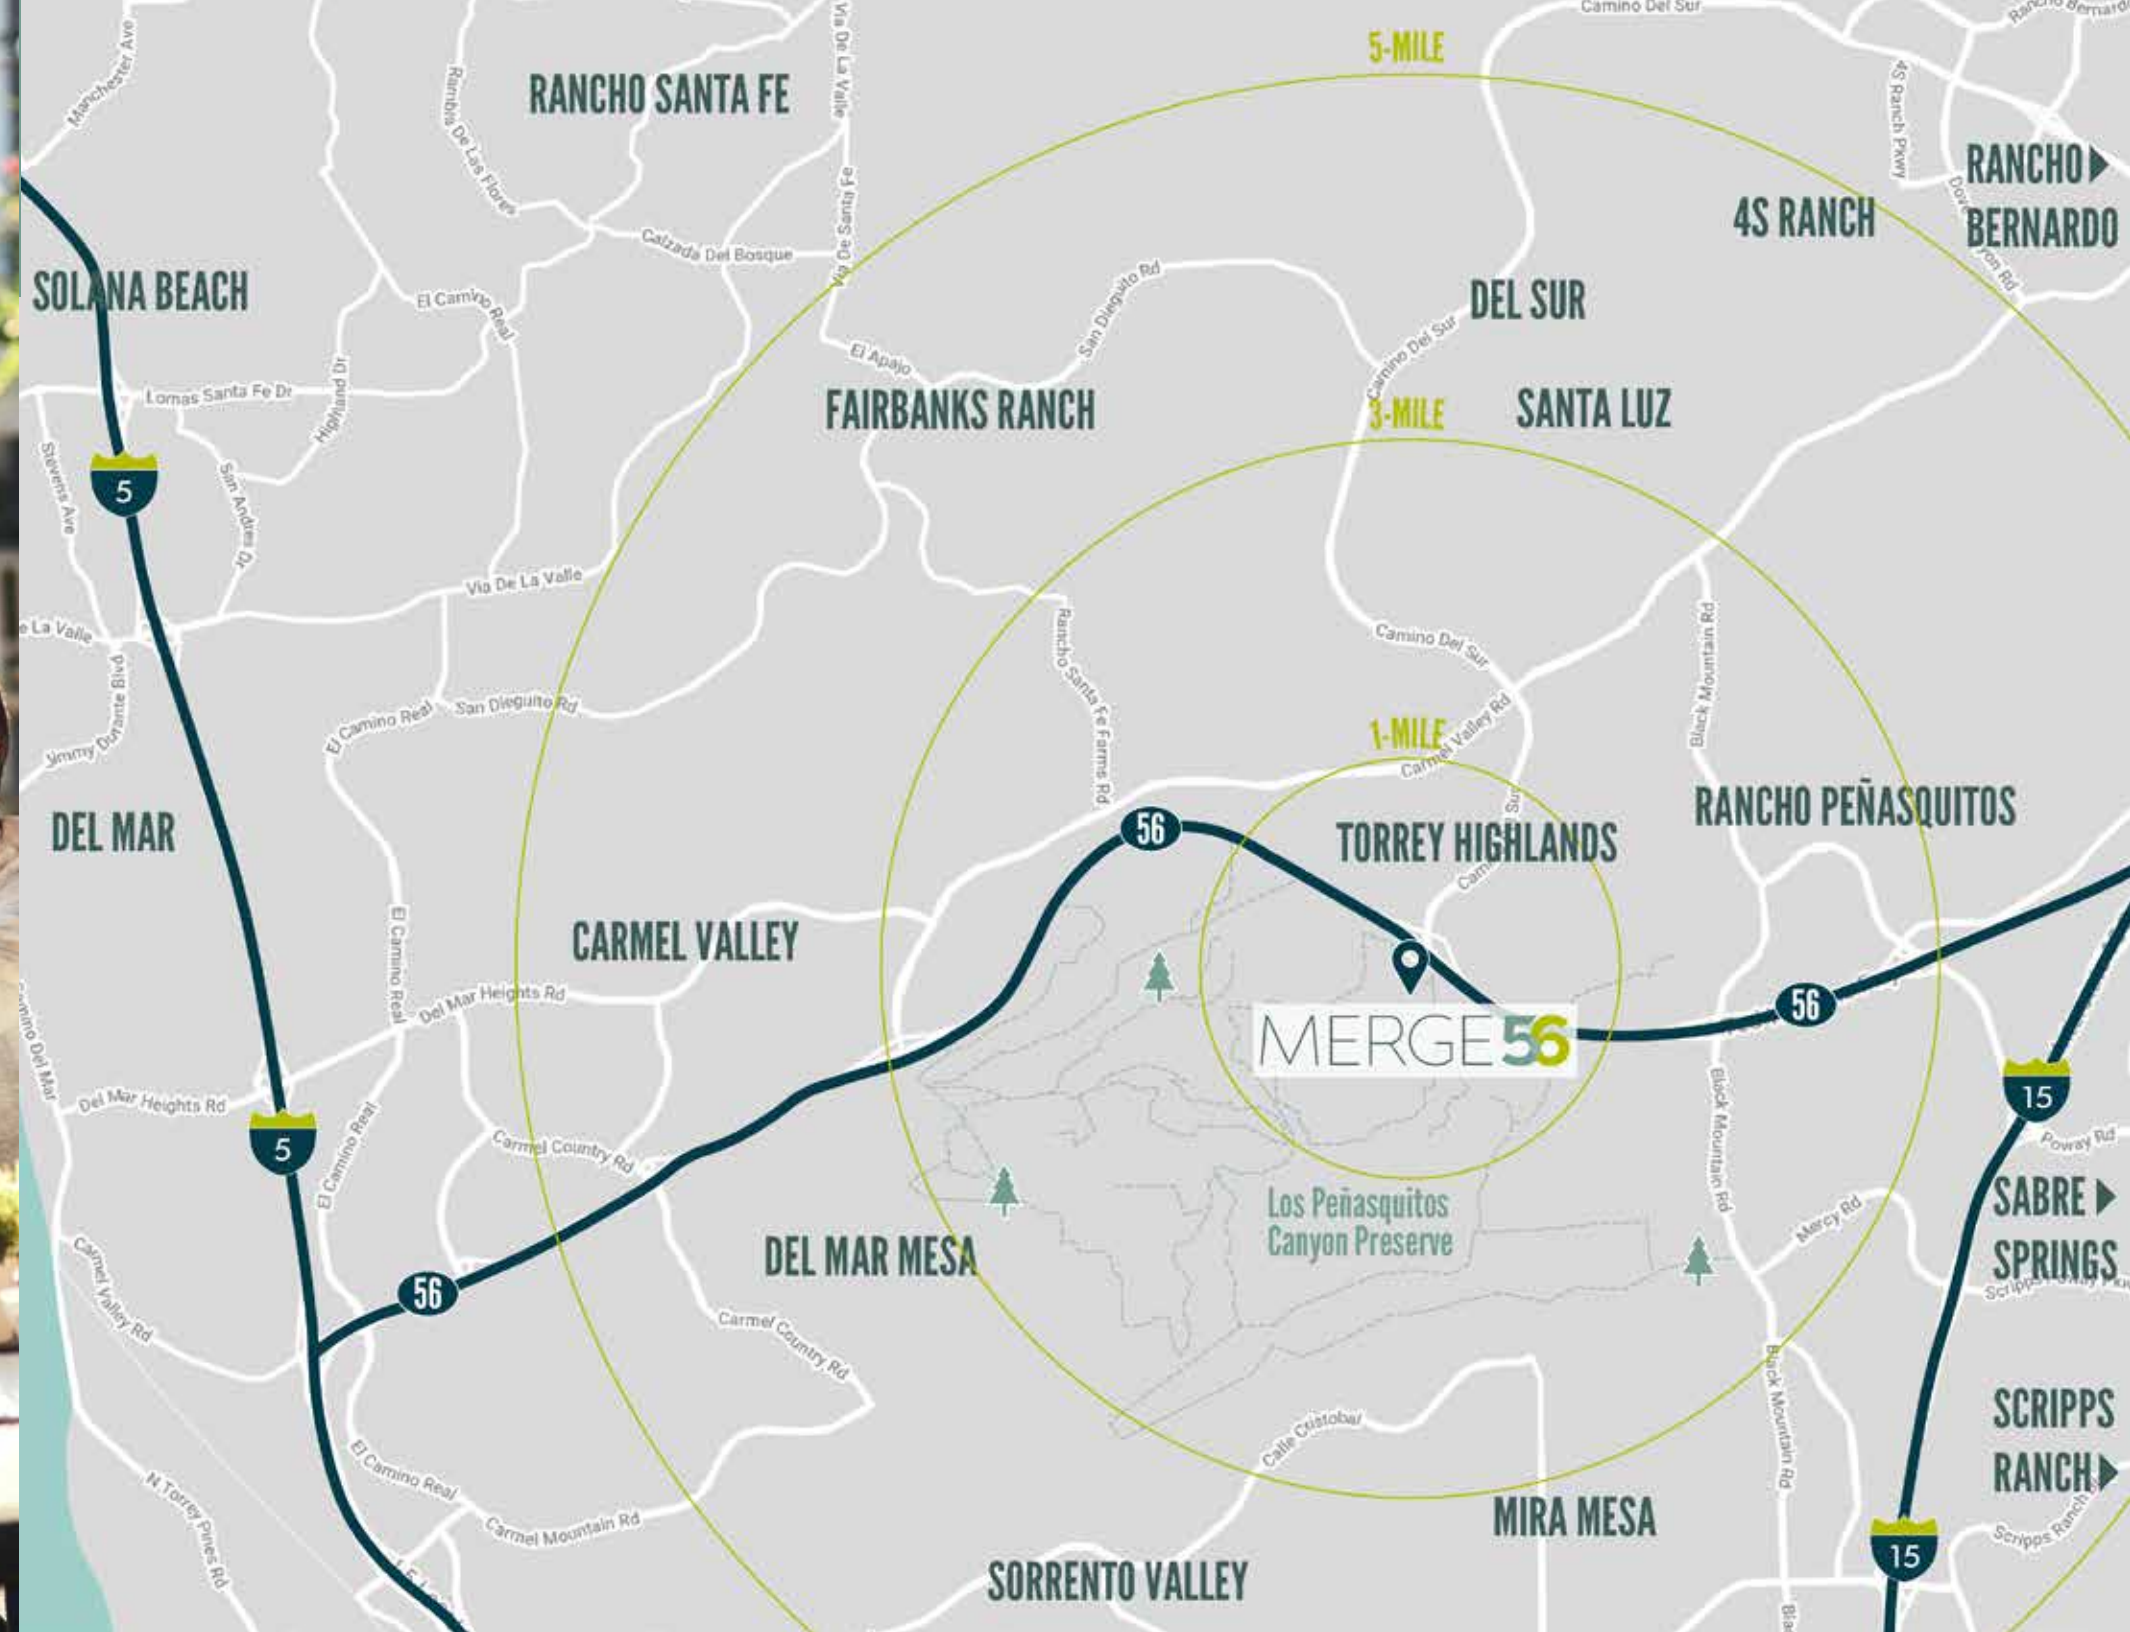 Camino Del Sur
Manchester Ave
Via De La Valle
5-MILE
RANCHO SANTA FE
Rambla De Las Flores
4S Ranch Pkwy
RANCHO
BERNARDO
4S RANCH
Via De Santa Fe
Calzada Del Bosque
SOLANA BEACH
El Camino Real
San Dieguito Rd
DEL SUR
Camino Del Sur
El Apajo
Lomas Santa Fe Dr
Highland Dr
FAIRBANKS RANCH
3-MILE
SANTA LUZ
5
Stevens Ave
San Andres Dr
Via De La Valle
e La Valle
Camino Del Sur
Black Mountain Rd
Rancho Santa Fe Farms Rd
Jimmy Durante Blvd
El Camino Real
San Dieguito Rd
1-MILE
Carmel Valley Rd
DEL MAR
56
TORREY HIGHLANDS
RANCHO PEÑASQUITOS
CARMEL VALLEY
El Camino Real
Del Mar Heights Rd
MERGE56
56
Del Mar Heights Rd
5
El Camino Real
Carmel Country Rd
Black Mountain Rd
15
Poway Rd
Los Peñasquitos
Canyon Preserve
Mercy Rd
SABRE
SPRINGS
DEL MAR MESA
Carmel Valley Rd
56
Carmel Country Rd
Black Mountain Rd
SCRIPPS
RANCH
Calle Cristobal
El Camino Real
N Torrey Pines Rd
Carmel Mountain Rd
MIRA MESA
15
Scripps Ranch
SORRENTO VALLEY